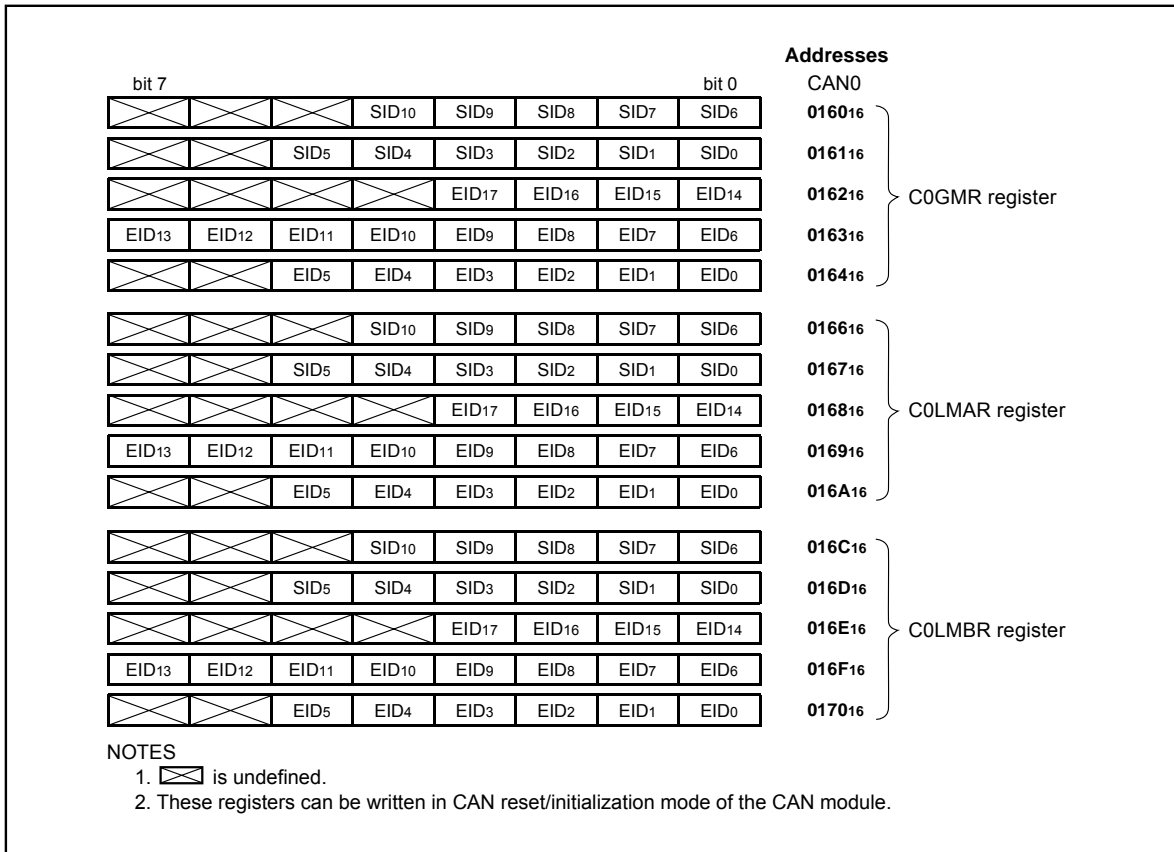 Addresses
bit 7 bit 0 CAN0
SID10 SID9 SID8 SID7 SID6 016016
SID5 SID4 SID3 SID2 SID1 SID0 016116
EID17 EID16 EID15 EID14 016216 C0GMR register
EID13 EID12 EID11 EID10 EID9 EID8 EID7 EID6 016316
EID5 EID4 EID3 EID2 EID1 EID0 016416
SID10 SID9 SID8 SID7 SID6 016616
SID5 SID4 SID3 SID2 SID1 SID0 016716
EID17 EID16 EID15 EID14 016816 C0LMAR register
EID13 EID12 EID11 EID10 EID9 EID8 EID7 EID6 016916
EID5 EID4 EID3 EID2 EID1 EID0 016A16
SID10 SID9 SID8 SID7 SID6 016C16
SID5 SID4 SID3 SID2 SID1 SID0 016D16
EID17 EID16 EID15 EID14 016E16 C0LMBR register
EID13 EID12 EID11 EID10 EID9 EID8 EID7 EID6 016F16
EID5 EID4 EID3 EID2 EID1 EID0 017016
NOTES
1. is undefined.
2. These registers can be written in CAN reset/initialization mode of the CAN module.